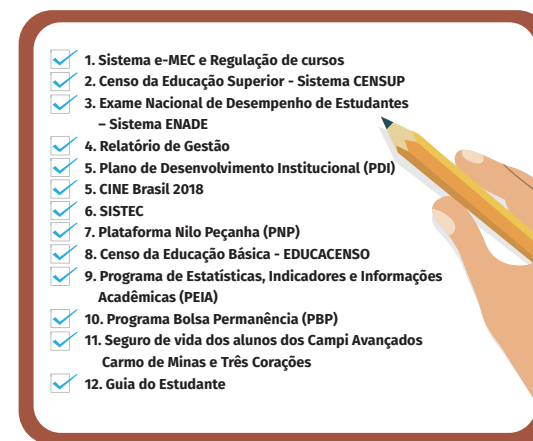 1. Sistema e-MEC e Regulação de cursos
2. Censo da Educação Superior - Sistema CENSUP
3. Exame Nacional de Desempenho de Estudantes
– Sistema ENADE
4. Relatório de Gestão
5. Plano de Desenvolvimento Institucional (PDI)
5. CINE Brasil 2018
6. SISTEC
7. Plataforma Nilo Peçanha (PNP)
8. Censo da Educação Básica - EDUCACENSO
9. Programa de Estatísticas, Indicadores e Informações
Acadêmicas (PEIA)
10. Programa Bolsa Permanência (PBP)
11. Seguro de vida dos alunos dos Campi Avançados
Carmo de Minas e Três Corações
12. Guia do Estudante